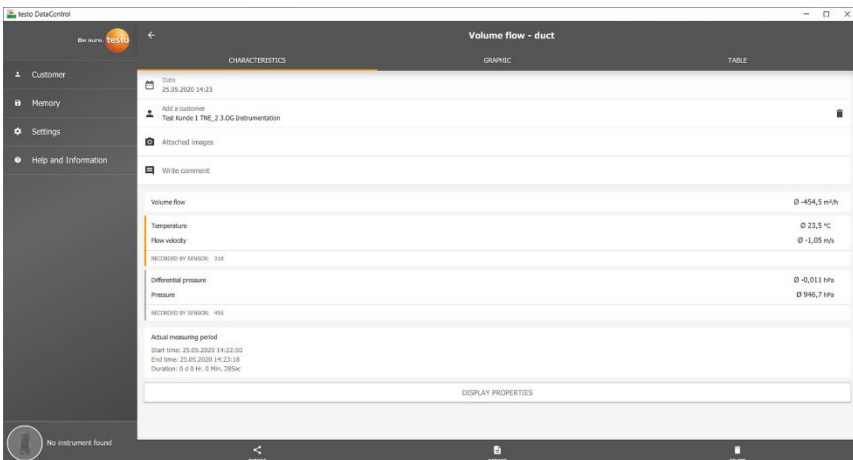 testo DataControl
Be sure. testo
Volume flow - duct
CHARACTERISTICS
GRAPHIC
TABLE
Customer
Memory
Settings
Help and Information
Date
25.05.2020 14:23
Add a customer
Test Kunde 1 TNE_2 3.OG Instrumentation
Attached images
Write comment
Volume flow Ø -454,5 m³/h
Temperature Ø 23,5 °C
Flow velocity Ø -1,05 m/s
RECORDED BY SENSOR: 318
Differential pressure Ø -0,011 hPa
Pressure Ø 946,7 hPa
RECORDED BY SENSOR: 495
Actual measuring period
Start time: 25.05.2020 14:22:50
End time: 25.05.2020 14:23:18
Duration: 0 d 0 Hr. 0 Min. 28Sec
DISPLAY PROPERTIES
No instrument found